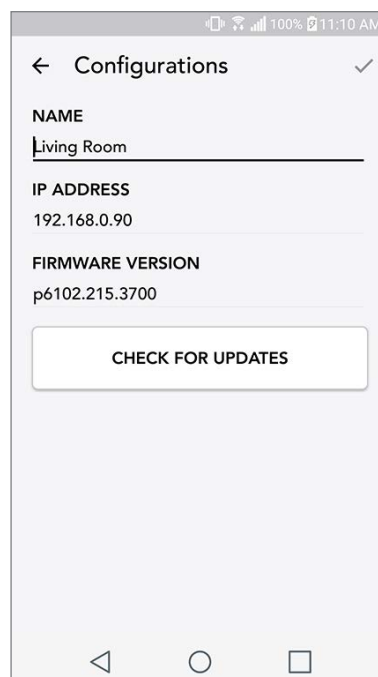 100% 11:10 AM
Configurations
NAME
Living Room
IP ADDRESS
192.168.0.90
FIRMWARE VERSION
p6102.215.3700
CHECK FOR UPDATES